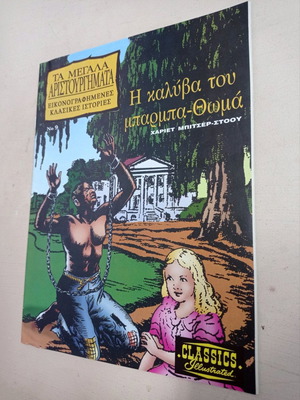 ΤΑ ΜΕΓΑΛΑ
ΑΡΙΣΤΟΥΡΓΗΜΑΤΑ
ΕΙΚΟΝΟΓΡΑΦΗΜΕΝΕΣ
ΚΛΑΣΙΚΕΣ ΙΣΤΟΡΙΕΣ
Η καλύβα του
μπαρμπα-Θωμά
ΧΑΡΙΕΤ ΜΠΙΤΣΕΡ-ΣΤΟΟΥ
CLASSICS
Illustrated